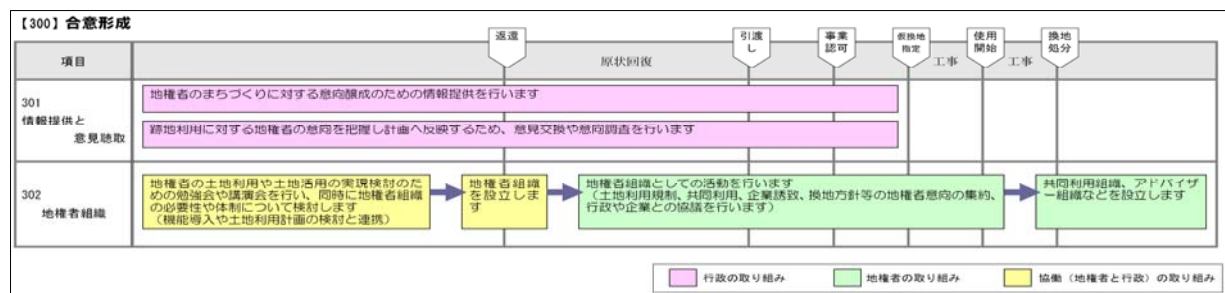 【300】合意形成
項目
返還
原状回復
引渡
し
事業
認可
仮換地
指定
工事
使用
開始
工事
換地
処分
301
情報提供と
意見聴取
地権者のまちづくりに対する意向醸成のための情報提供を行います
跡地利用に対する地権者の意向を把握し計画へ反映するため、意見交換や意向調査を行います
302
地権者組織
地権者の土地利用や土地活用の実現検討のた
めの勉強会や講演会を行い、同時に地権者組織
の必要性や体制について検討します
(機能導入や土地利用計画の検討と連携)
地権者組織
を設立しま
す
地権者組織としての活動を行います
(土地利用規制、共同利用、企業誘致、換地方針等の地権者意向の集約、
行政や企業との協議を行います)
共同利用組織、アドバイザ
ー組織などを設立します
行政の取り組み
地権者の取り組み
協働(地権者と行政)の取り組み